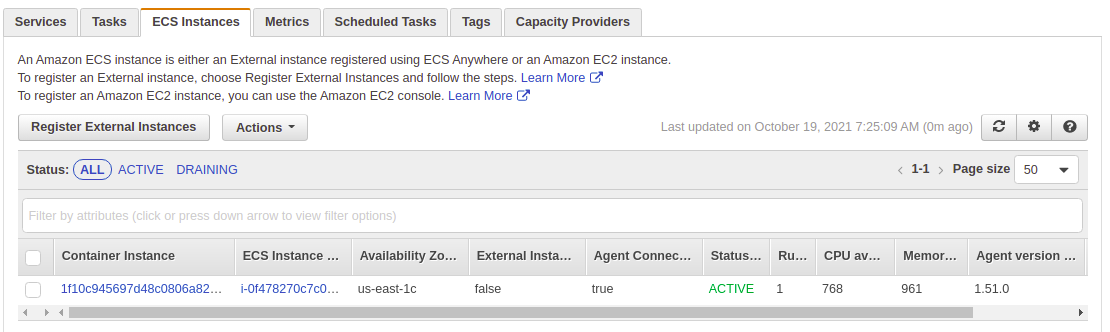 Services Tasks ECS Instances Metrics Scheduled Tasks Tags Capacity Providers
An Amazon ECS instance is either an External instance registered using ECS Anywhere or an Amazon EC2 instance.
To register an External instance, choose Register External Instances and follow the steps. Learn More
To register an Amazon EC2 instance, you can use the Amazon EC2 console. Learn More
Register External Instances Actions Last updated on October 19, 2021 7:25:09 AM (0m ago)
Status: ALL ACTIVE DRAINING < 1-1 > Page size 50
Filter by attributes (click or press down arrow to view filter options)
Container Instance ECS Instance ... Availability Zo... External Insta... Agent Connec... Status... Ru... CPU av... Memor... Agent version ...
1f10c945697d48c0806a82... i-0f478270c7c0... us-east-1c false true ACTIVE 1 768 961 1.51.0